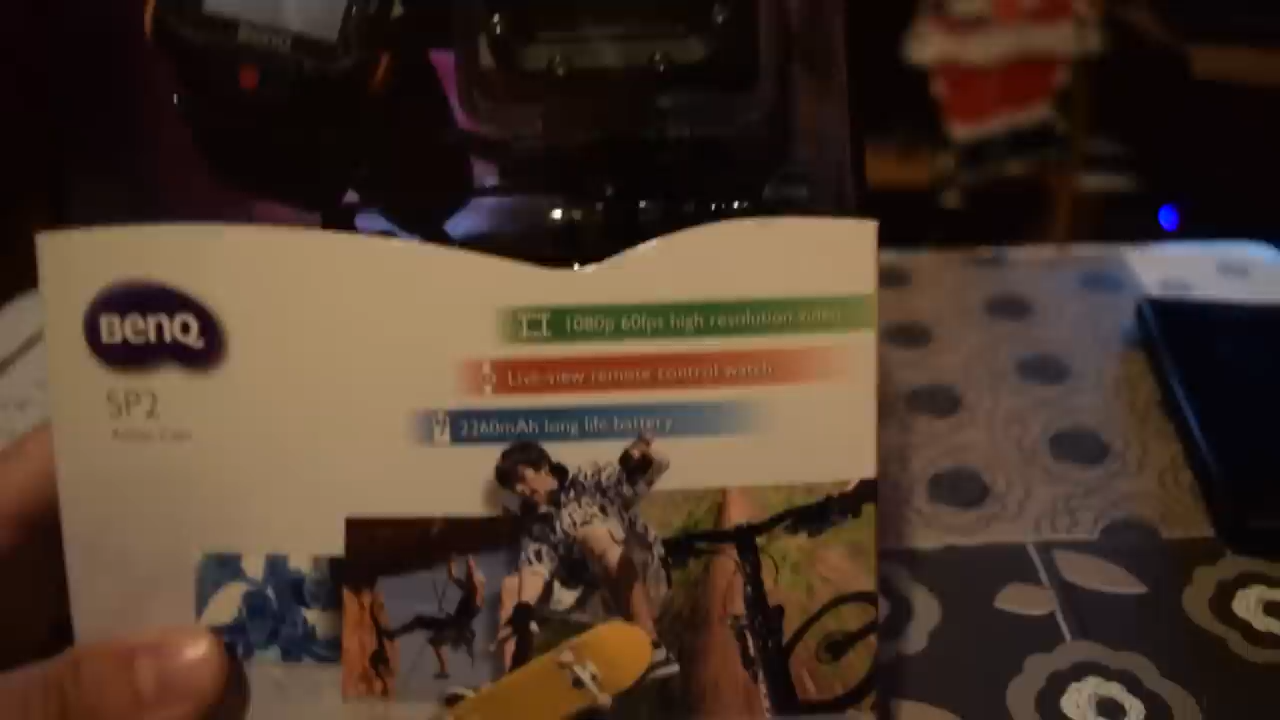 BenQ
SP2
1080p 60fps high resolution video
Live-view remote control watch
2260mAh long life battery